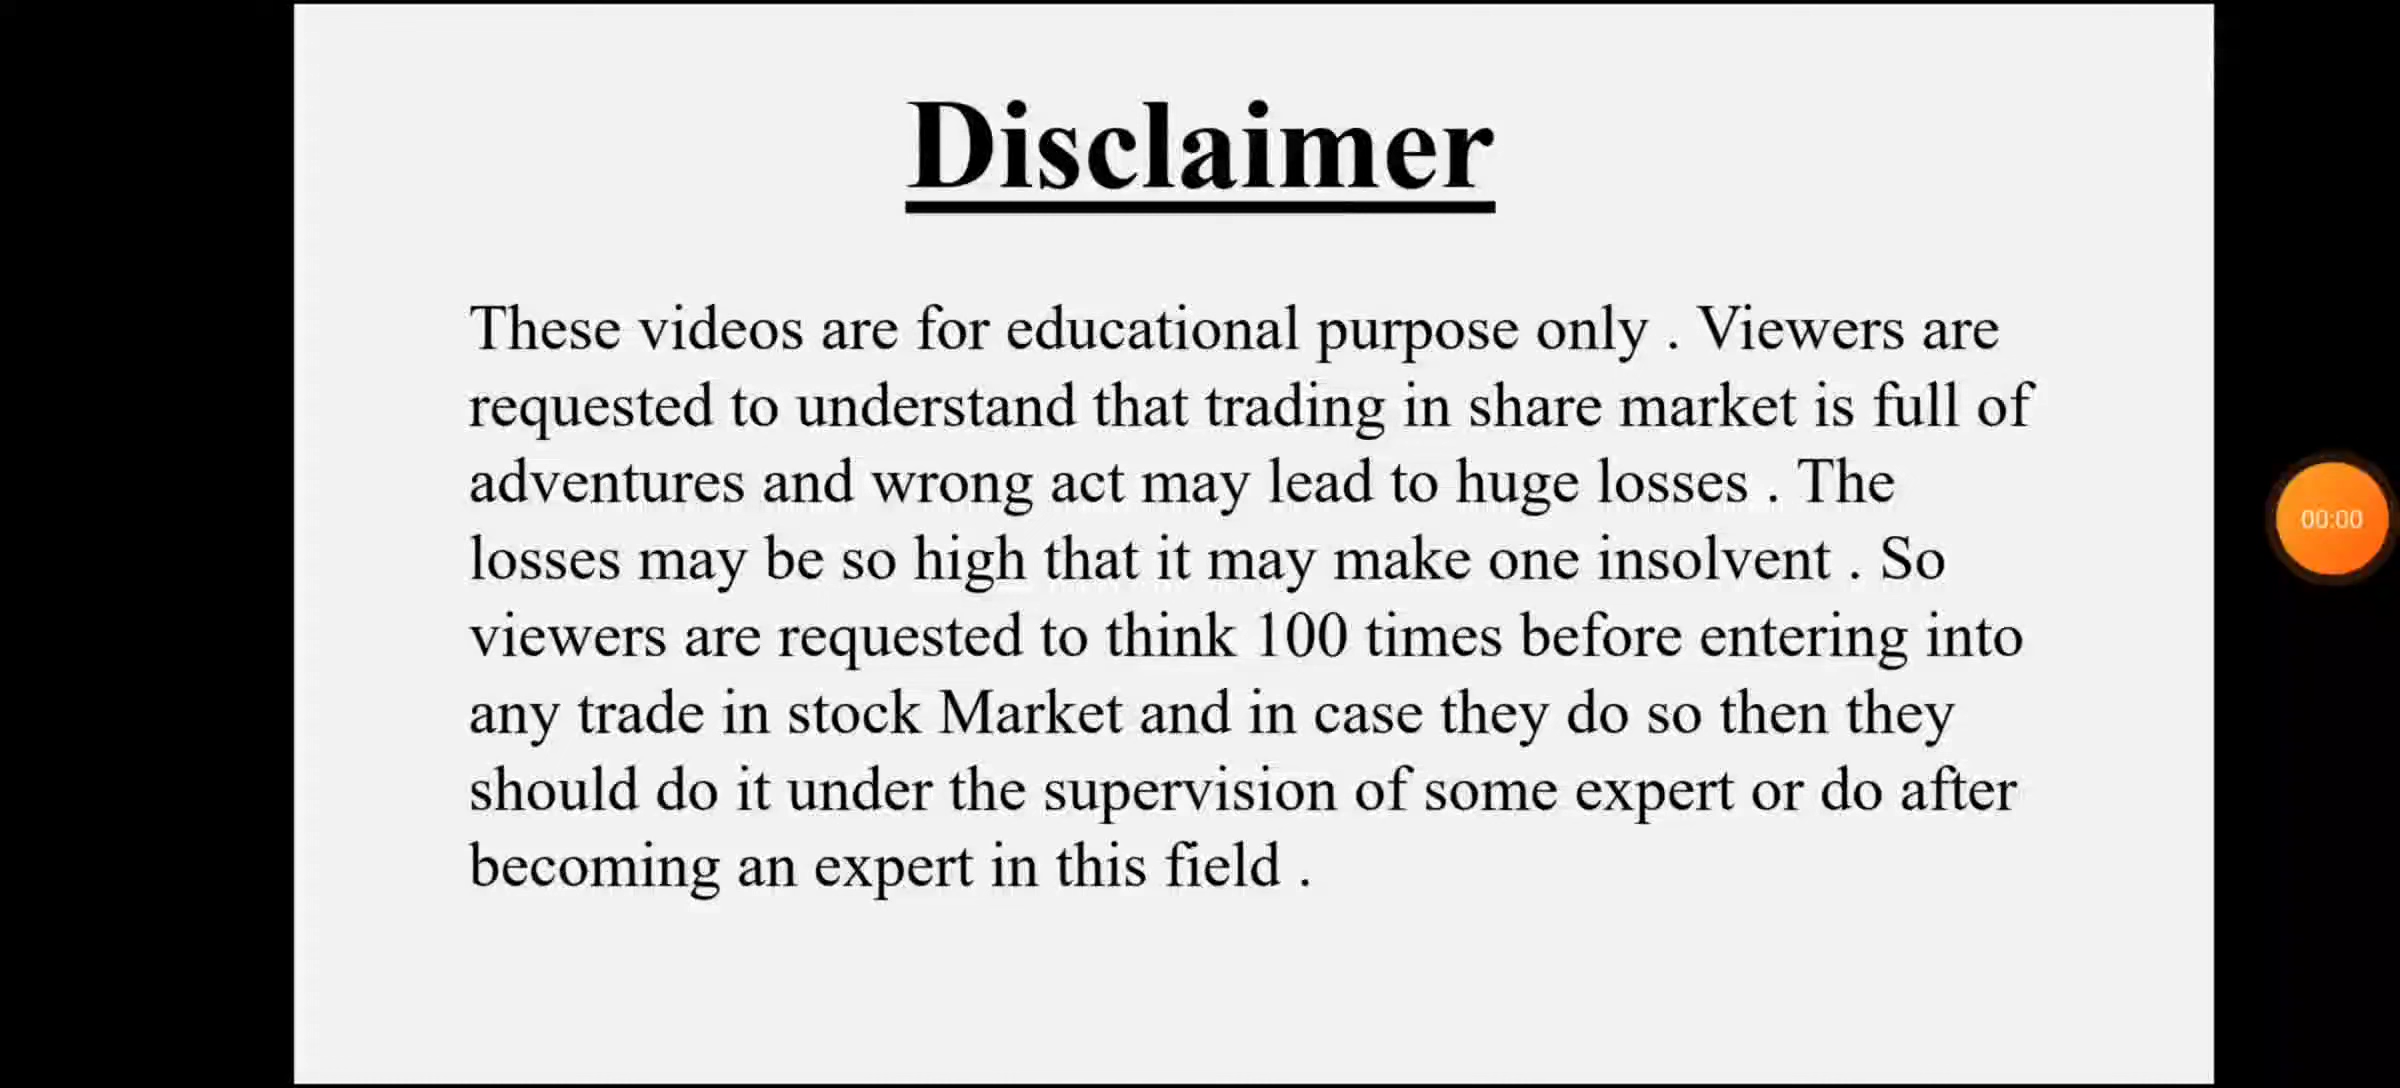 Disclaimer
These videos are for educational purpose only . Viewers are
requested to understand that trading in share market is full of
adventures and wrong act may lead to huge losses . The
losses may be so high that it may make one insolvent . So
viewers are requested to think 100 times before entering into
any trade in stock Market and in case they do so then they
should do it under the supervision of some expert or do after
becoming an expert in this field .
00:00